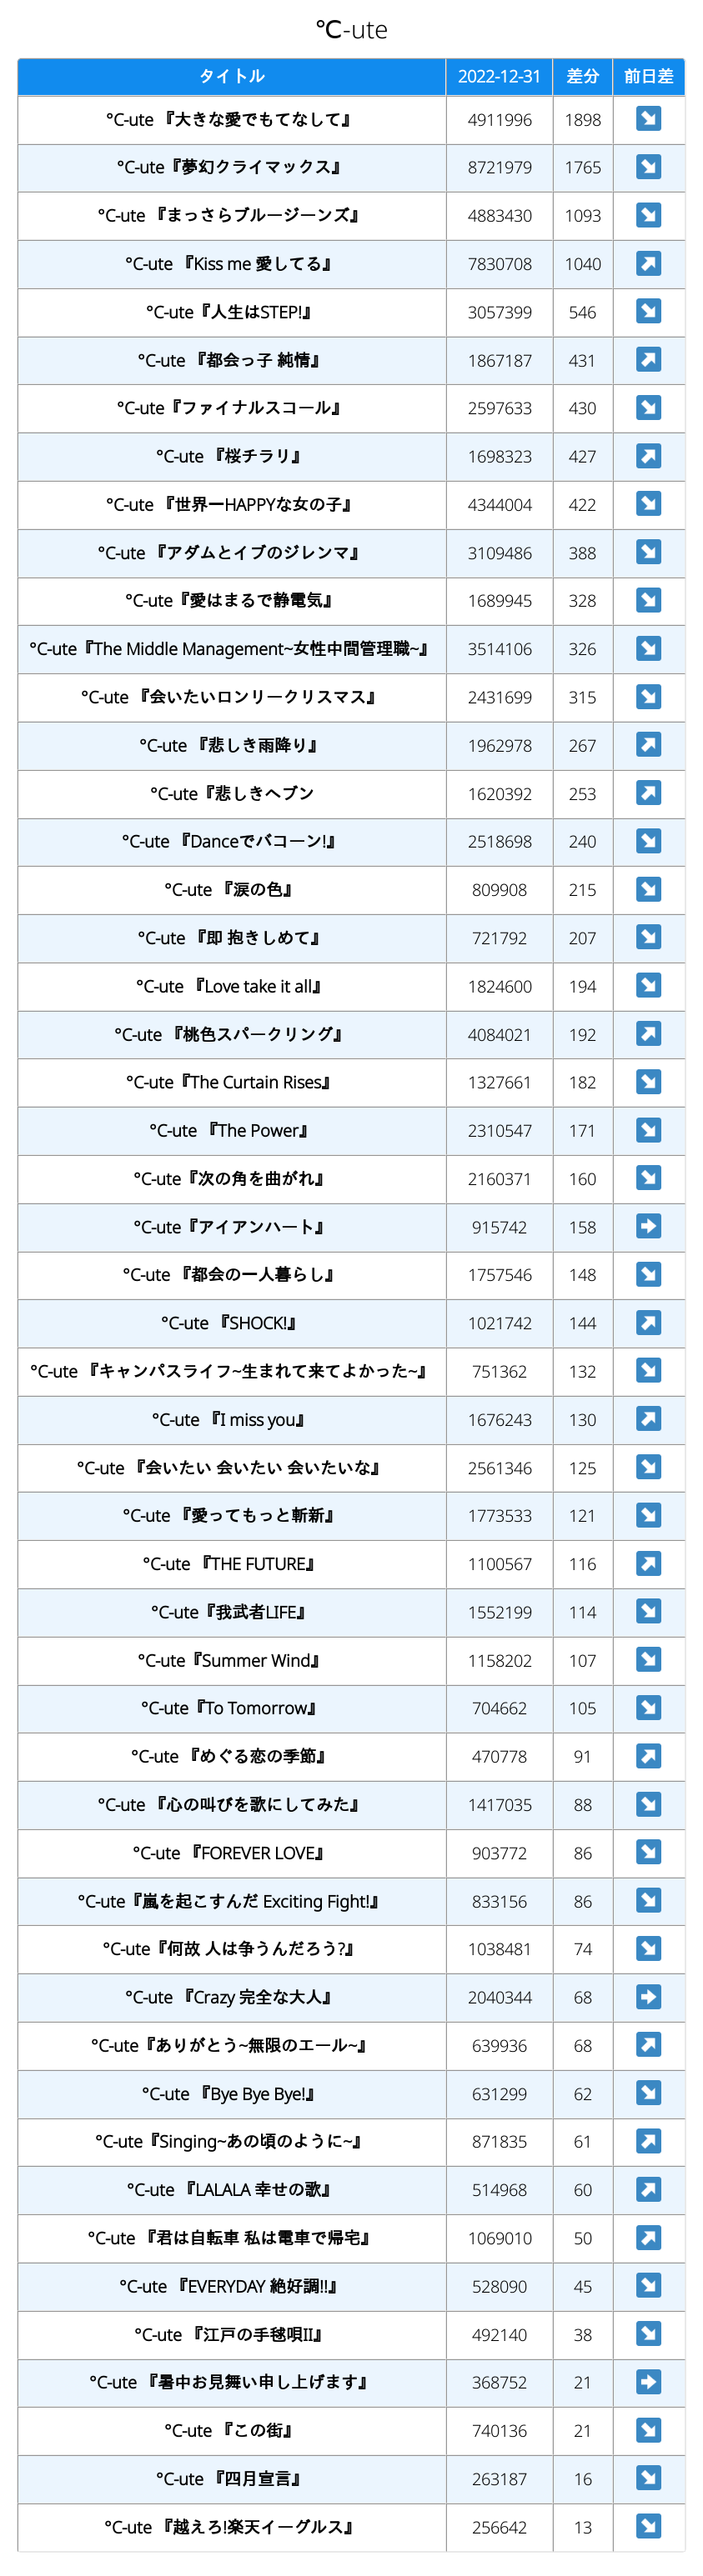 ℃-ute
タイトル 2022-12-31 差分 前日差
°C-ute 『大きな愛でもてなして』 4911996 1898 ↘
°C-ute『夢幻クライマックス』 8721979 1765 ↘
°C-ute 『まっさらブルージーンズ』 4883430 1093 ↘
°C-ute 『Kiss me 愛してる』 7830708 1040 ↗
°C-ute『人生はSTEP!』 3057399 546 ↘
°C-ute 『都会っ子 純情』 1867187 431 ↗
°C-ute『ファイナルスコール』 2597633 430 ↘
°C-ute 『桜チラリ』 1698323 427 ↗
°C-ute 『世界一HAPPYな女の子』 4344004 422 ↘
°C-ute 『アダムとイブのジレンマ』 3109486 388 ↘
°C-ute『愛はまるで静電気』 1689945 328 ↘
°C-ute『The Middle Management~女性中間管理職~』 3514106 326 ↘
°C-ute 『会いたいロンリークリスマス』 2431699 315 ↘
°C-ute 『悲しき雨降り』 1962978 267 ↗
°C-ute『悲しきヘブン 1620392 253 ↗
°C-ute 『Danceでバコーン!』 2518698 240 ↘
°C-ute 『涙の色』 809908 215 ↘
°C-ute 『即 抱きしめて』 721792 207 ↘
°C-ute 『Love take it all』 1824600 194 ↘
°C-ute 『桃色スパークリング』 4084021 192 ↗
°C-ute『The Curtain Rises』 1327661 182 ↘
°C-ute 『The Power』 2310547 171 ↘
°C-ute『次の角を曲がれ』 2160371 160 ↘
°C-ute『アイアンハート』 915742 158 →
°C-ute 『都会の一人暮らし』 1757546 148 ↘
°C-ute 『SHOCK!』 1021742 144 ↗
°C-ute 『キャンパスライフ~生まれて来てよかった~』 751362 132 ↘
°C-ute 『I miss you』 1676243 130 ↗
°C-ute 『会いたい 会いたい 会いたいな』 2561346 125 ↘
°C-ute 『愛ってもっと斬新』 1773533 121 ↘
°C-ute 『THE FUTURE』 1100567 116 ↗
°C-ute『我武者LIFE』 1552199 114 ↘
°C-ute『Summer Wind』 1158202 107 ↘
°C-ute『To Tomorrow』 704662 105 ↘
°C-ute 『めぐる恋の季節』 470778 91 ↗
°C-ute 『心の叫びを歌にしてみた』 1417035 88 ↘
°C-ute 『FOREVER LOVE』 903772 86 ↘
°C-ute『嵐を起こすんだ Exciting Fight!』 833156 86 ↘
°C-ute『何故 人は争うんだろう?』 1038481 74 ↘
°C-ute 『Crazy 完全な大人』 2040344 68 →
°C-ute『ありがとう~無限のエール~』 639936 68 ↗
°C-ute 『Bye Bye Bye!』 631299 62 ↘
°C-ute『Singing~あの頃のように~』 871835 61 ↗
°C-ute 『LALALA 幸せの歌』 514968 60 ↗
°C-ute 『君は自転車 私は電車で帰宅』 1069010 50 ↗
°C-ute 『EVERYDAY 絶好調!!』 528090 45 ↘
°C-ute 『江戸の手毬唄II』 492140 38 ↘
°C-ute 『暑中お見舞い申し上げます』 368752 21 →
°C-ute 『この街』 740136 21 ↘
°C-ute 『四月宣言』 263187 16 ↘
°C-ute 『越えろ!楽天イーグルス』 256642 13 ↘